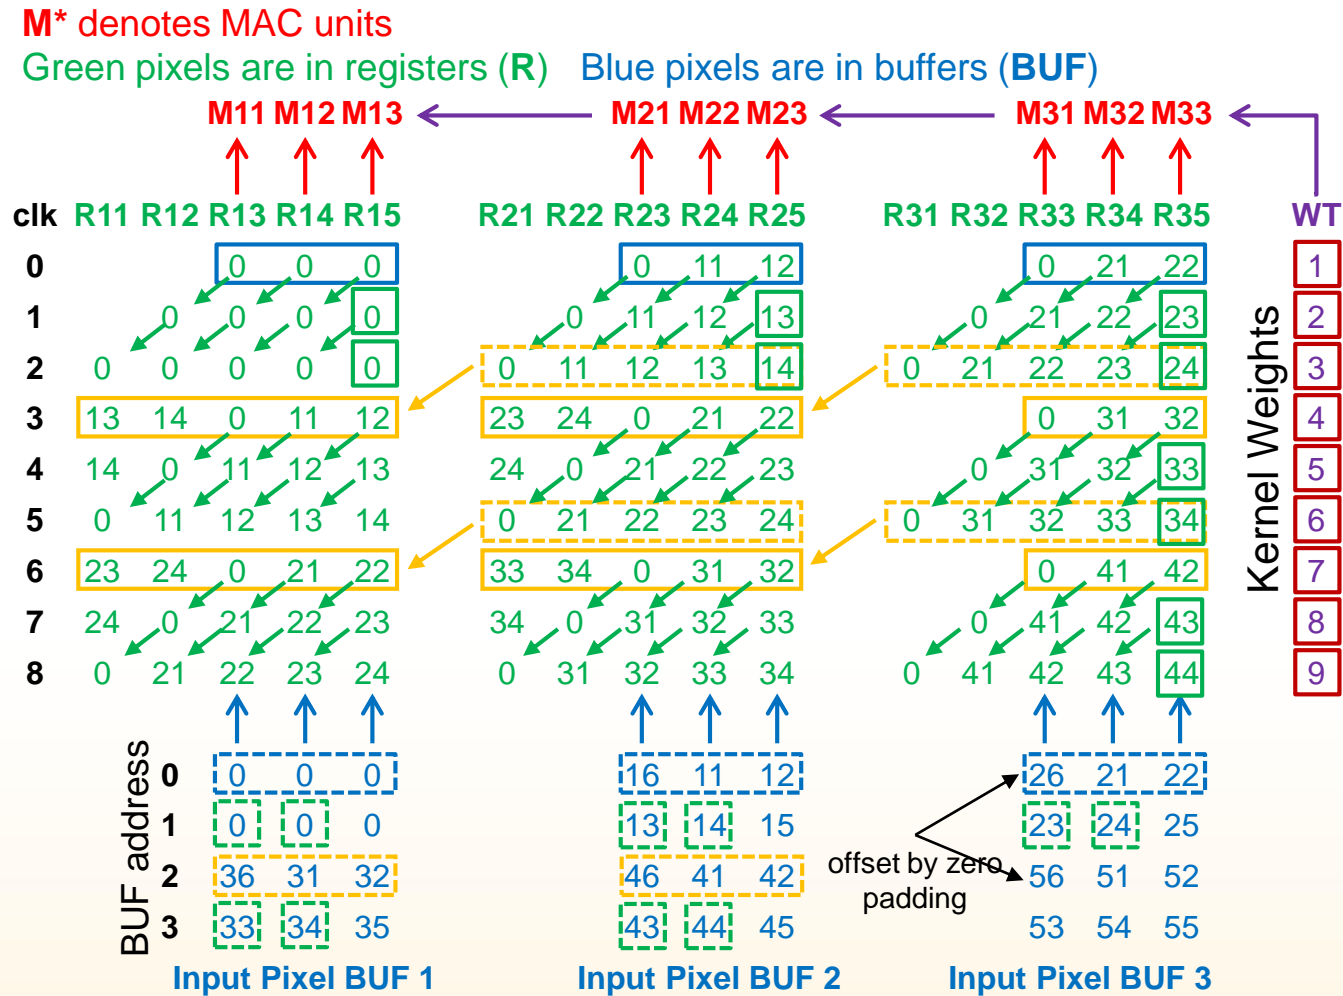 M* denotes MAC units
Green pixels are in registers (R) Blue pixels are in buffers (BUF)
M11 M12 M13 M21 M22 M23 M31 M32 M33
clk R11 R12 R13 R14 R15 R21 R22 R23 R24 R25 R31 R32 R33 R34 R35 WT
0 0 0 0 0 11 12 0 21 22 1
1 0 0 0 0 0 11 12 13 0 21 22 23 2
2 0 0 0 0 0 0 11 12 13 14 0 21 22 23 24 3
3 13 14 0 11 12 23 24 0 21 22 0 31 32 4
4 14 0 11 12 13 24 0 21 22 23 0 31 32 33 5
5 0 11 12 13 14 0 21 22 23 24 0 31 32 33 34 6
6 23 24 0 21 22 33 34 0 31 32 0 41 42 7
7 24 0 21 22 23 34 0 31 32 33 0 41 42 43 8
8 0 21 22 23 24 0 31 32 33 34 0 41 42 43 44 9
Kernel Weights
BUF address
0 0 0 0 16 11 12 26 21 22
1 0 0 0 13 14 15 23 24 25
offset by zero
padding
2 36 31 32 46 41 42 56 51 52
3 33 34 35 43 44 45 53 54 55
Input Pixel BUF 1 Input Pixel BUF 2 Input Pixel BUF 3